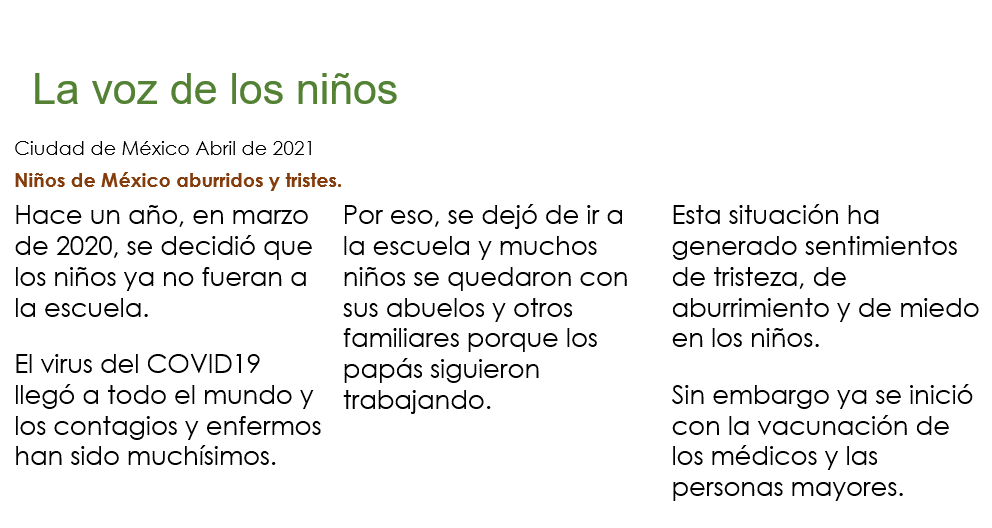 La voz de los niños
Ciudad de México Abril de 2021
Niños de México aburridos y tristes.
Hace un año, en marzo
de 2020, se decidió que
los niños ya no fueran a
la escuela.
El virus del COVID19
llegó a todo el mundo y
los contagios y enfermos
han sido muchísimos.
Por eso, se dejó de ir a
la escuela y muchos
niños se quedaron con
sus abuelos y otros
familiares porque los
papás siguieron
trabajando.
Esta situación ha
generado sentimientos
de tristeza, de
aburrimiento y de miedo
en los niños.
Sin embargo ya se inició
con la vacunación de
los médicos y las
personas mayores.